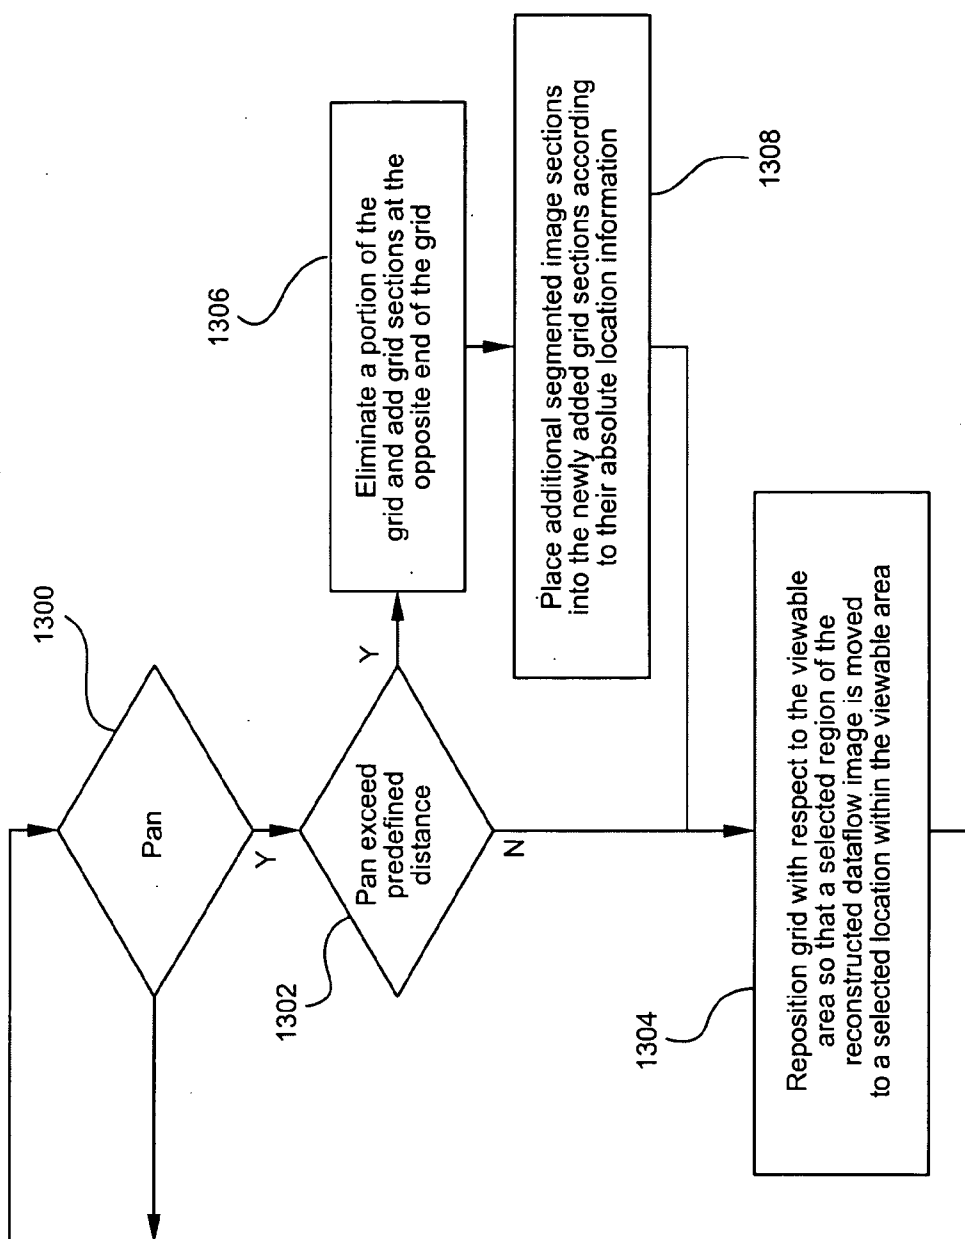 1300
Pan
Y
1302
Pan exceed
predefined
distance
Y
N
1306
Eliminate a portion of the
grid and add grid sections at the
opposite end of the grid
1308
Place additional segmented image sections
into the newly added grid sections according
to their absolute location information
1304
Reposition grid with respect to the viewable
area so that a selected region of the
reconstructed dataflow image is moved
to a selected location within the viewable area